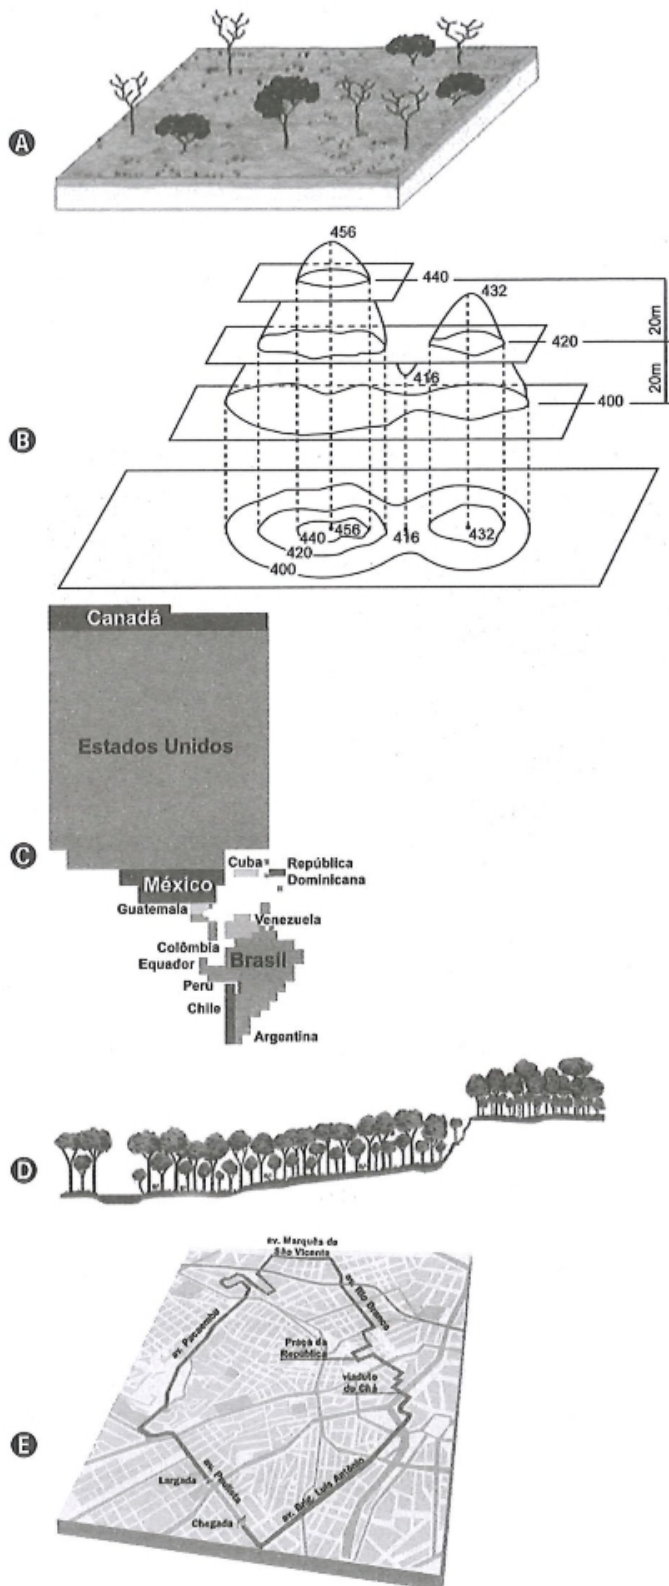 A
456
440
432
20m
420
416
20m
400
B
440
456
416
432
420
400
Canadá
Estados Unidos
C
Cuba
República
Dominicana
México
Guatemala
Venezuela
Colômbia
Equador
Brasil
Peru
Chile
Argentina
D
av. Marquês de
São Vicente
av. Rio Branco
av. Pacaembu
Praça da
República
viaduto
do Chá
E
av. Paulista
Largada
av. Brig. Luís Antônio
Chegada